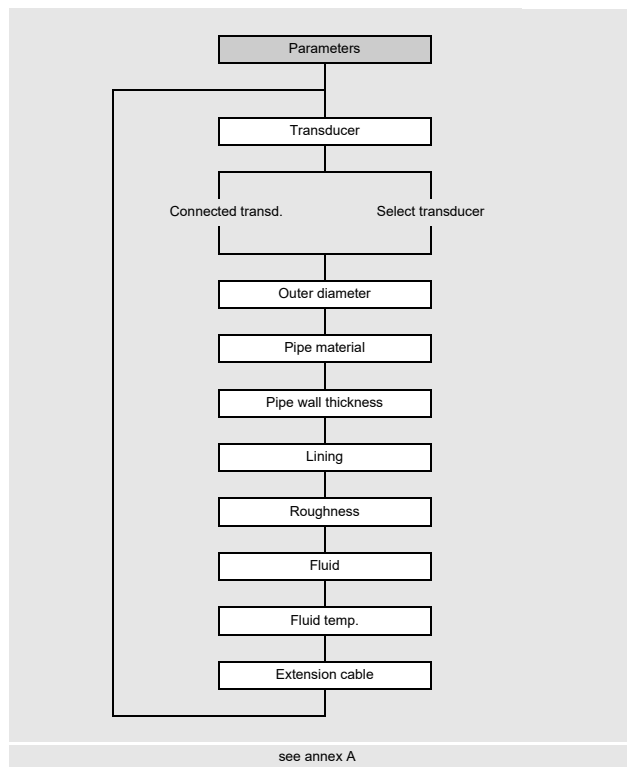 Parameters
Transducer
Connected transd.
Select transducer
Outer diameter
Pipe material
Pipe wall thickness
Lining
Roughness
Fluid
Fluid temp.
Extension cable
see annex A